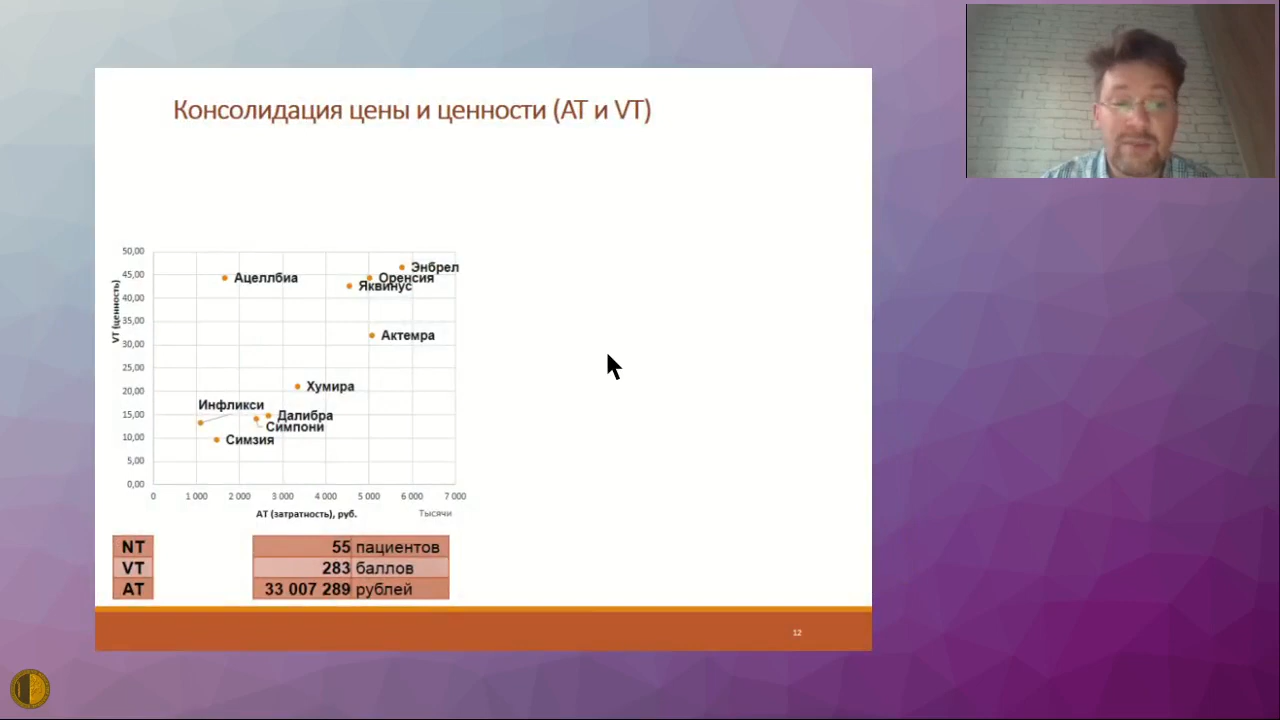 Консолидация цены и ценности (АТ и VT)
50,00
45,00
40,00
35,00
30,00
25,00
20,00
15,00
10,00
5,00
0,00
VT (ценность)
Энбрел
Ацеллбиа
Оренсия
Яквинус
Актемра
Хумира
Инфликси
Далибра
Симпони
Симзия
0 1 000 2 000 3 000 4 000 5 000 6 000 7 000
АТ (затратность), руб.
Тысячи
NT 55 пациентов
VT 283 баллов
АТ 33 007 289 рублей
12